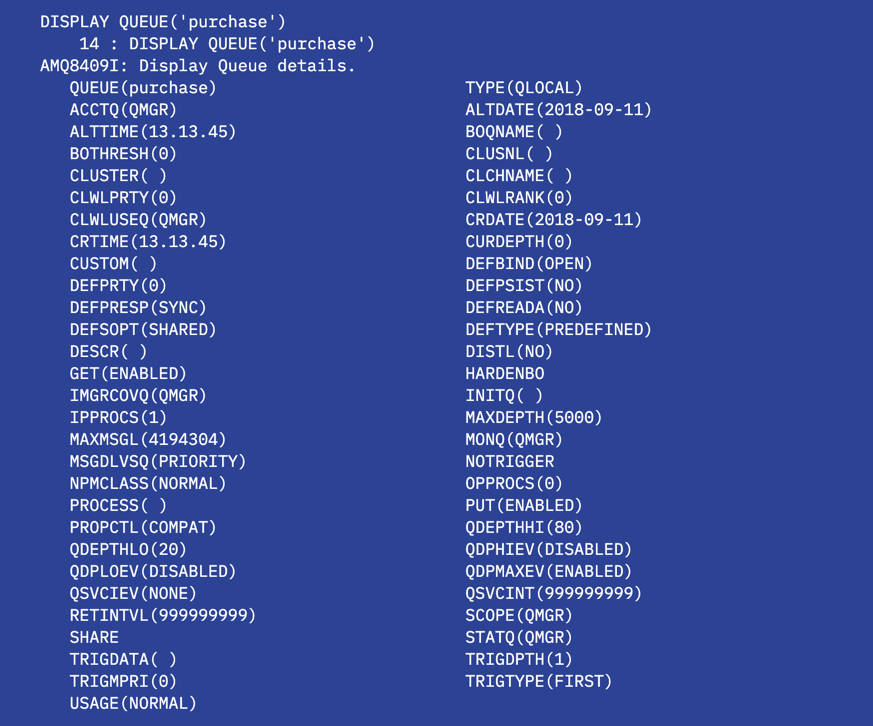 DISPLAY QUEUE('purchase')
14 : DISPLAY QUEUE('purchase')
AMQ8409I: Display Queue details.
QUEUE(purchase) TYPE(QLOCAL)
ACCTQ(QMGR) ALTDATE(2018-09-11)
ALTTIME(13.13.45) BOQNAME( )
BOTHRESH(0) CLUSNL( )
CLUSTER( ) CLCHNAME( )
CLWLPRTY(0) CLWLRANK(0)
CLWLUSEQ(QMGR) CRDATE(2018-09-11)
CRTIME(13.13.45) CURDEPTH(0)
CUSTOM( ) DEFBIND(OPEN)
DEFPRTY(0) DEFPSIST(NO)
DEFPRESP(SYNC) DEFREADA(NO)
DEFSOPT(SHARED) DEFTYPE(PREDEFINED)
DESCR( ) DISTL(NO)
GET(ENABLED) HARDENBO
IMGRCOVQ(QMGR) INITQ( )
IPPROCS(1) MAXDEPTH(5000)
MAXMSGL(4194304) MONQ(QMGR)
MSGDLVSQ(PRIORITY) NOTRIGGER
NPMCLASS(NORMAL) OPPROCS(0)
PROCESS( ) PUT(ENABLED)
PROPCTL(COMPAT) QDEPTHHI(80)
QDEPTHLO(20) QDPHIEV(DISABLED)
QDPLOEV(DISABLED) QDPMAXEV(ENABLED)
QSVCIEV(NONE) QSVCINT(999999999)
RETINTVL(999999999) SCOPE(QMGR)
SHARE STATQ(QMGR)
TRIGDATA( ) TRIGDPTH(1)
TRIGMPRI(0) TRIGTYPE(FIRST)
USAGE(NORMAL)